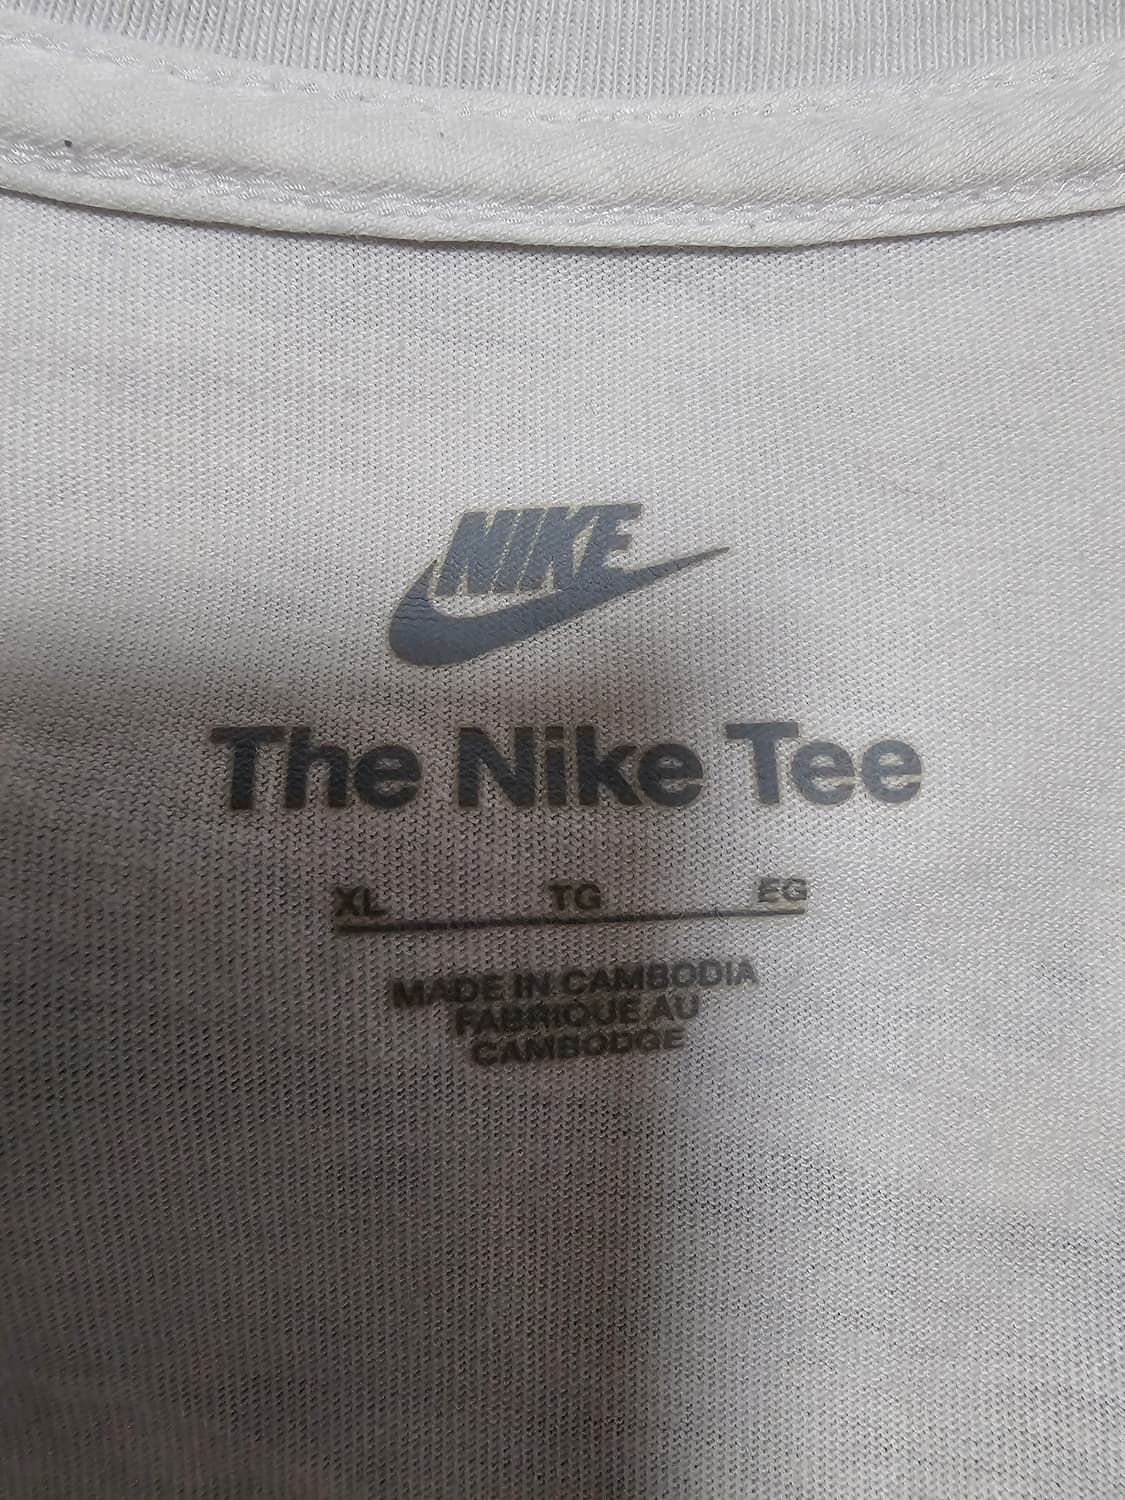 NIKE
The Nike Tee
XL TG EG
MADE IN CAMBODIA
FABRIQUE AU
CAMBODGE